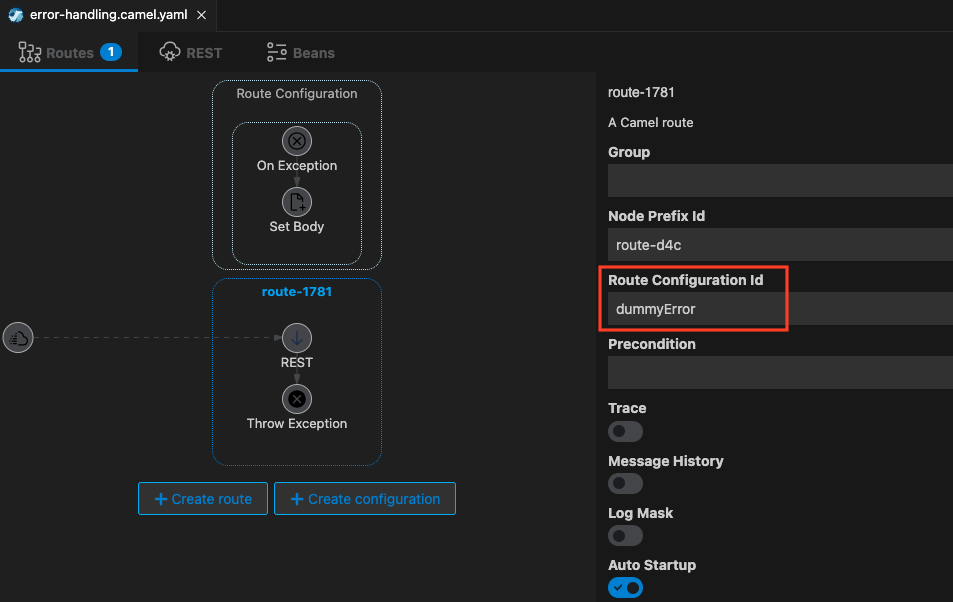 error-handling.camel.yaml
Routes 1 REST Beans
Route Configuration
On Exception
Set Body
route-1781
REST
Throw Exception
Create route
Create configuration
route-1781
A Camel route
Group
Node Prefix Id
route-d4c
Route Configuration Id
dummyError
Precondition
Trace
Message History
Log Mask
Auto Startup